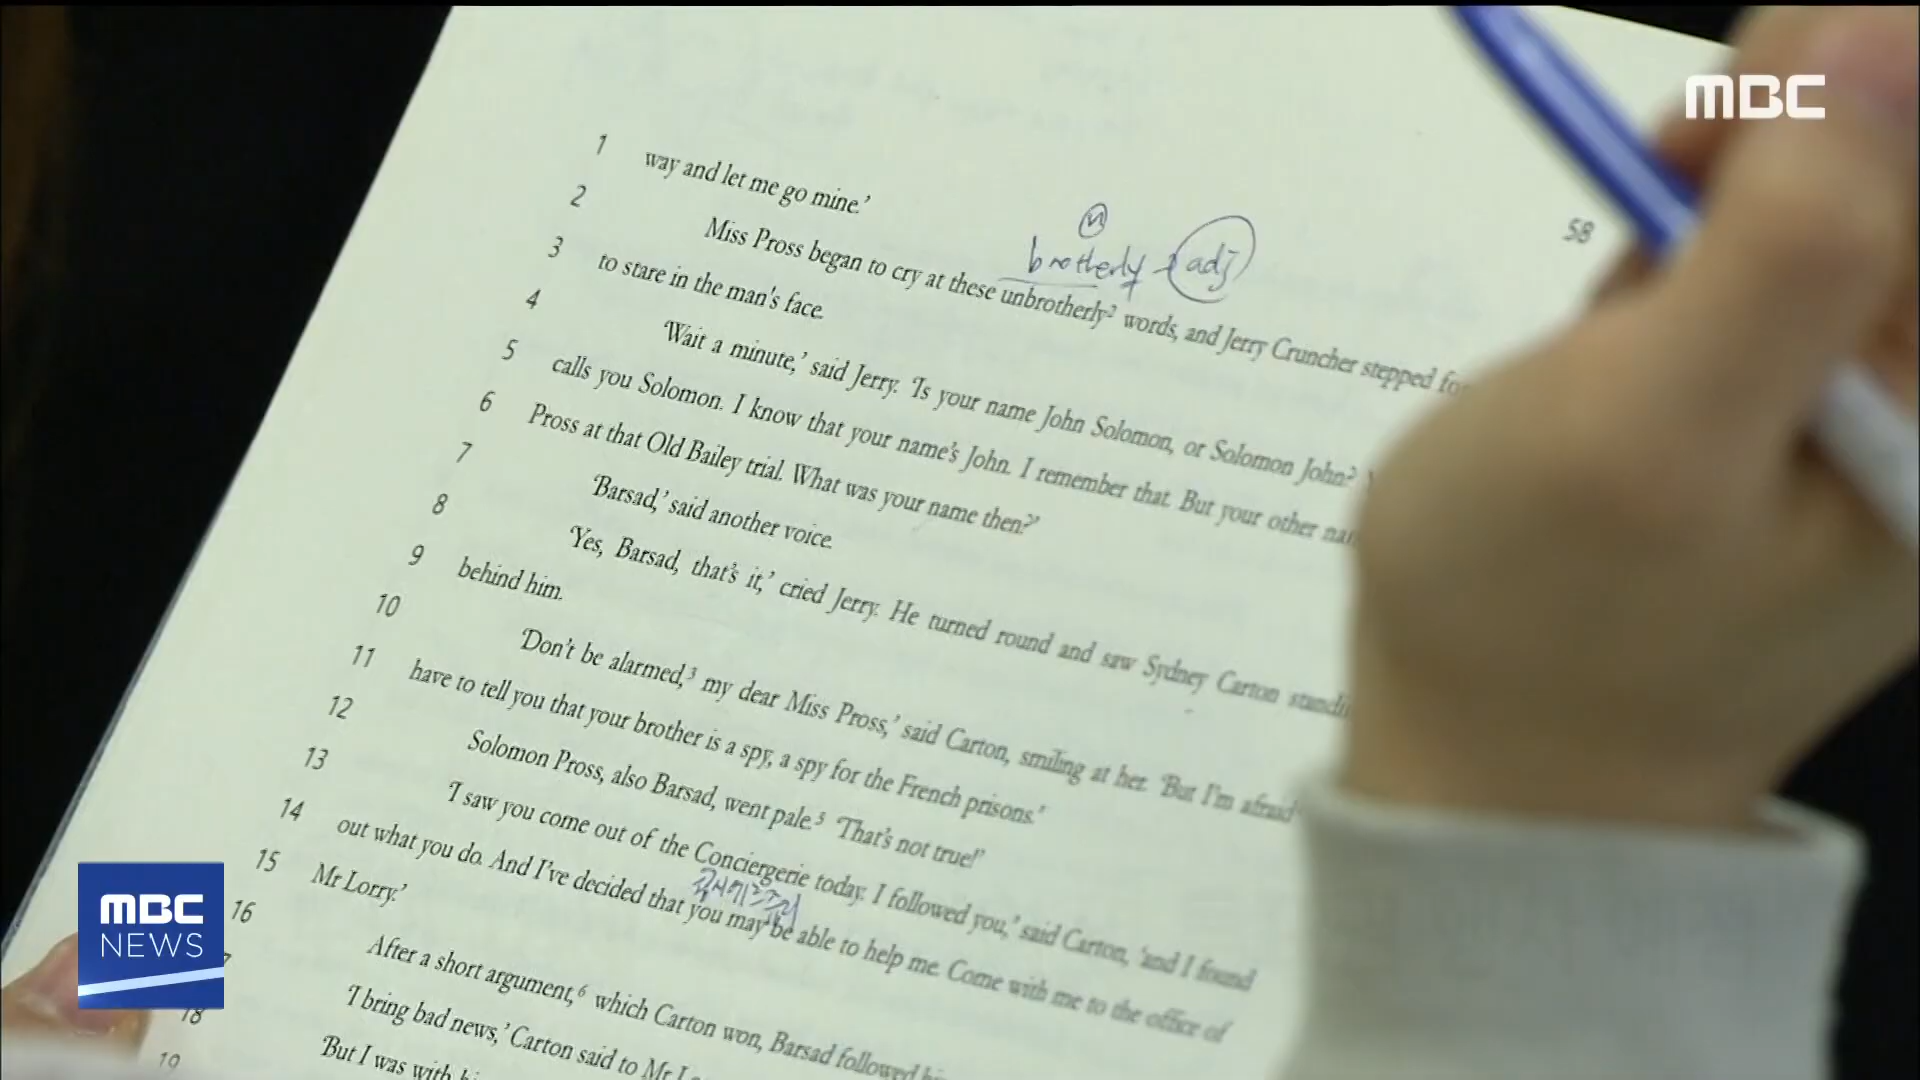 MBC
58
1 way and let me go mine.'
ⓝ
brotherly → adj
2 Miss Pross began to cry at these unbrotherly² words, and Jerry Cruncher stepped
3 to stare in the man's face.
4 'Wait a minute,' said Jerry. 'Is your name John Solomon, or Solomon John?
5 calls you Solomon. I know that your name's John. I remember that. But your other
6 Pross at that Old Bailey trial. What was your name then?'
7 'Barsad,' said another voice.
8 'Yes, Barsad, that's it,' cried Jerry. He turned round and saw Sydney Carton
9 behind him.
10 'Don't be alarmed,³ my dear Miss Pross,' said Carton, smiling at her. 'But I'm afraid
11 have to tell you that your brother is a spy, a spy for the French prisons.'
12 Solomon Pross, also Barsad, went pale.⁵ 'That's not true!'
13 'I saw you come out of the Conciergerie today. I followed you,' said Carton, 'and I found
14 out what you do. And I've decided that you may be able to help me. Come with me to the office of
15 Mr Lorry.'
16 After a short argument,⁶ which Carton won, Barsad followed
'I bring bad news,' Carton said to Mr
18 'But I was with
19
MBC
NEWS